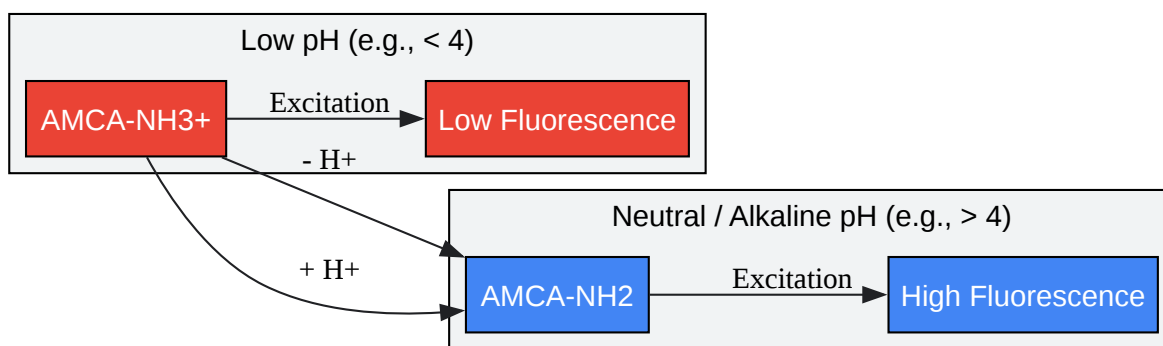 Low pH (e.g., < 4)
AMCA-NH3+
Excitation
Low Fluorescence
- H+
+ H+
Neutral / Alkaline pH (e.g., > 4)
AMCA-NH2
Excitation
High Fluorescence